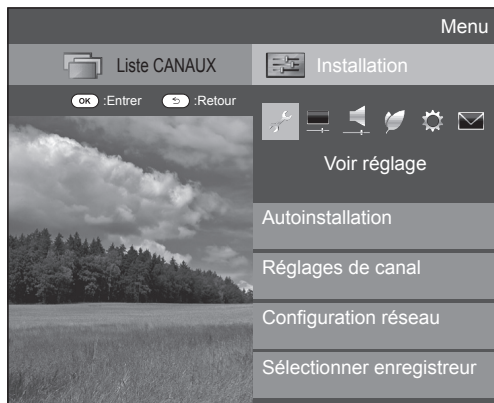 Menu
Liste CANAUX
Installation
OK :Entrer :Retour
Voir réglage
Autoinstallation
Réglages de canal
Configuration réseau
Sélectionner enregistreur